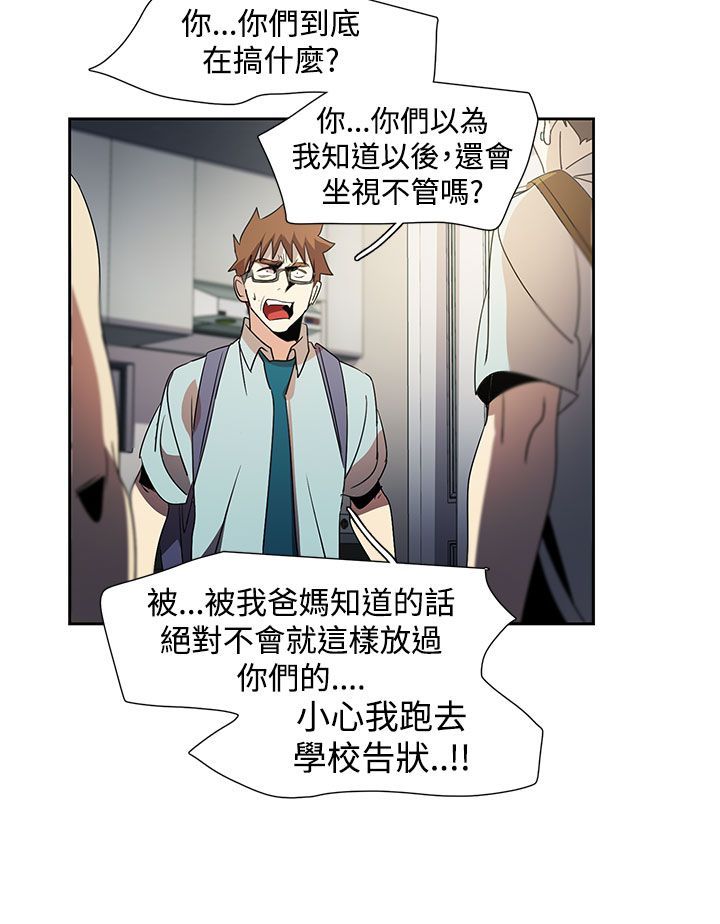 你...你們到底
在搞什麼?
你...你們以為
我知道以後,還會
坐視不管嗎?
被...被我爸媽知道的話
絕對不會就這樣放過
你們的....
小心我跑去
學校告狀..!!